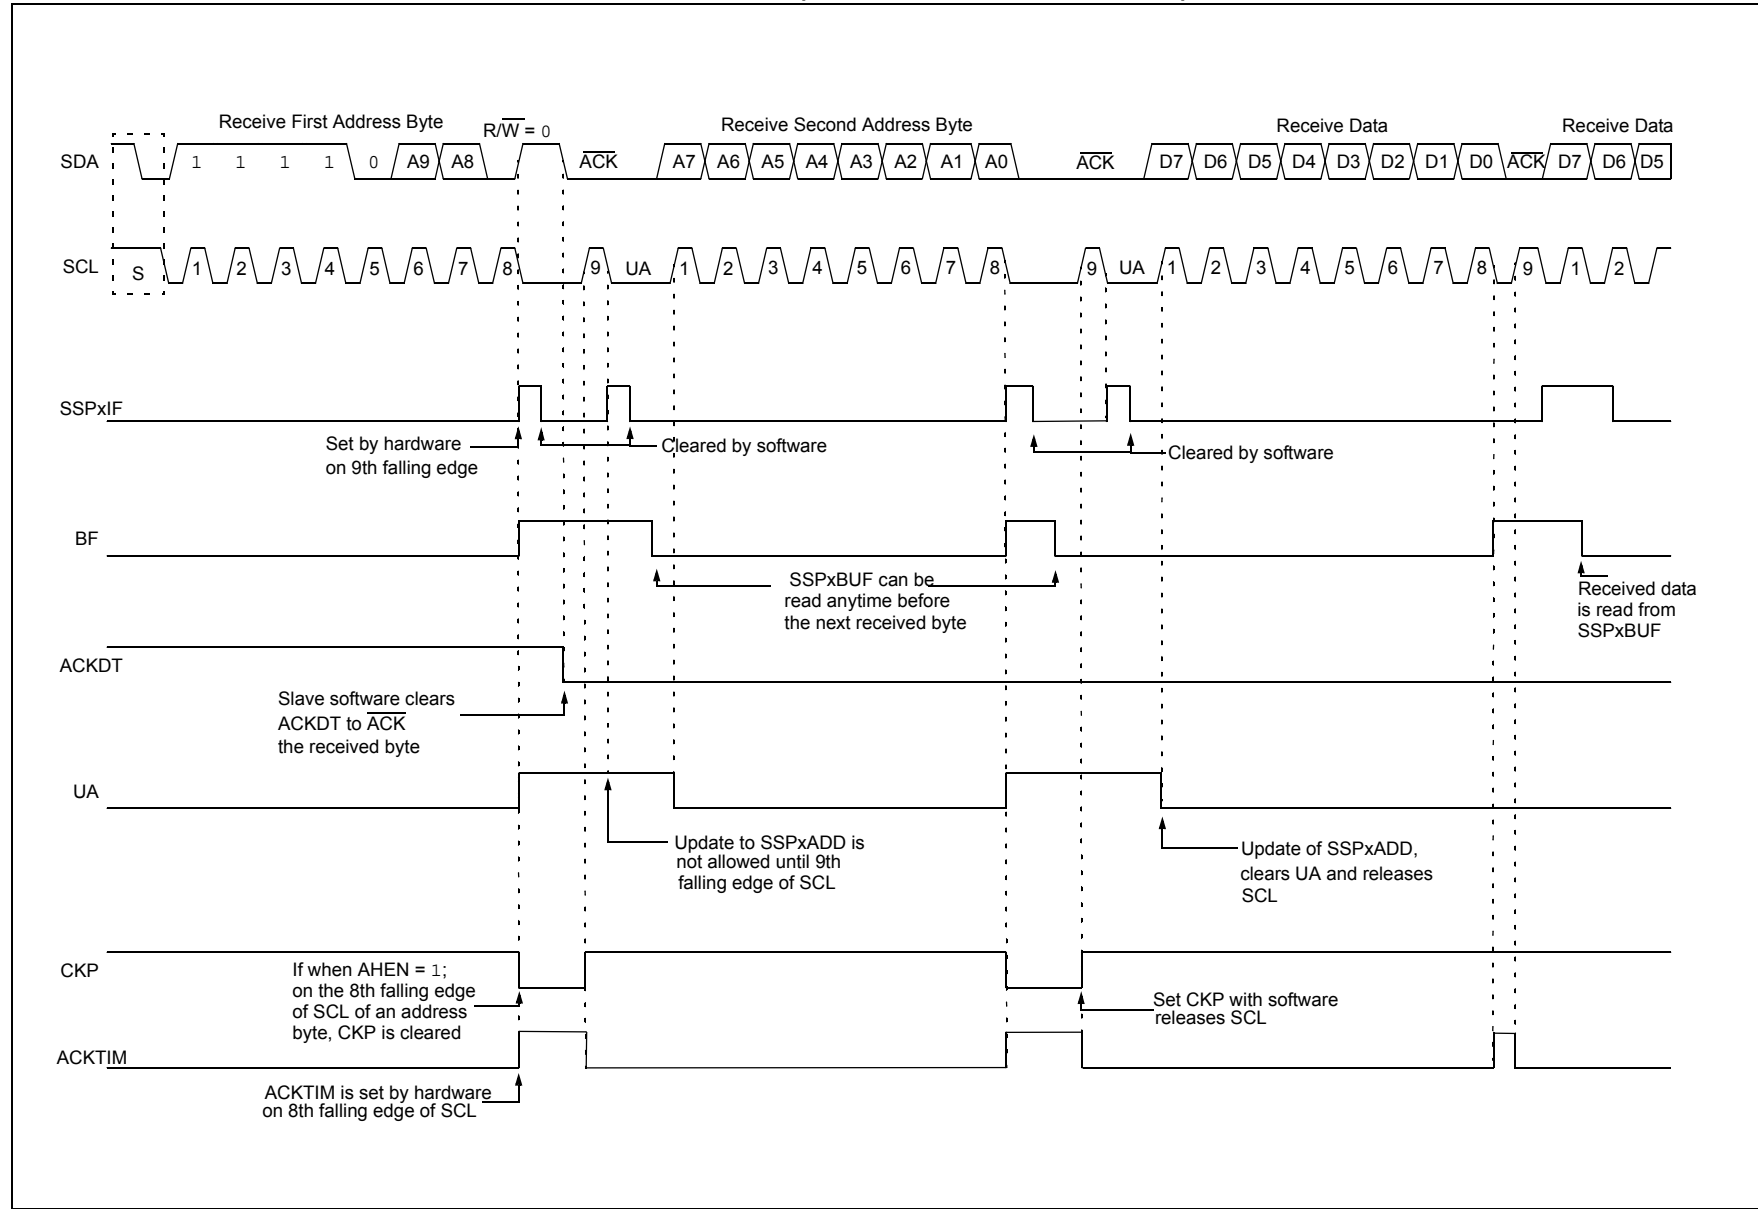 Receive First Address Byte
R/W = 0
Receive Second Address Byte
Receive Data
Receive Data
SDA
1 1 1 1 0 A9 A8
ACK
A7 A6 A5 A4 A3 A2 A1 A0
ACK
D7 D6 D5 D4 D3 D2 D1 D0
ACK
D7 D6 D5
SCL
S
1 2 3 4 5 6 7 8
9
UA
1 2 3 4 5 6 7 8
9
UA
1 2 3 4 5 6 7 8
9
1 2
SSPxIF
Set by hardware
on 9th falling edge
Cleared by software
Cleared by software
BF
SSPxBUF can be
read anytime before
the next received byte
Received data
is read from
SSPxBUF
ACKDT
Slave software clears
ACKDT to ACK
the received byte
UA
Update to SSPxADD is
not allowed until 9th
falling edge of SCL
Update of SSPxADD,
clears UA and releases
SCL
CKP
If when AHEN = 1;
on the 8th falling edge
of SCL of an address
byte, CKP is cleared
Set CKP with software
releases SCL
ACKTIM
ACKTIM is set by hardware
on 8th falling edge of SCL